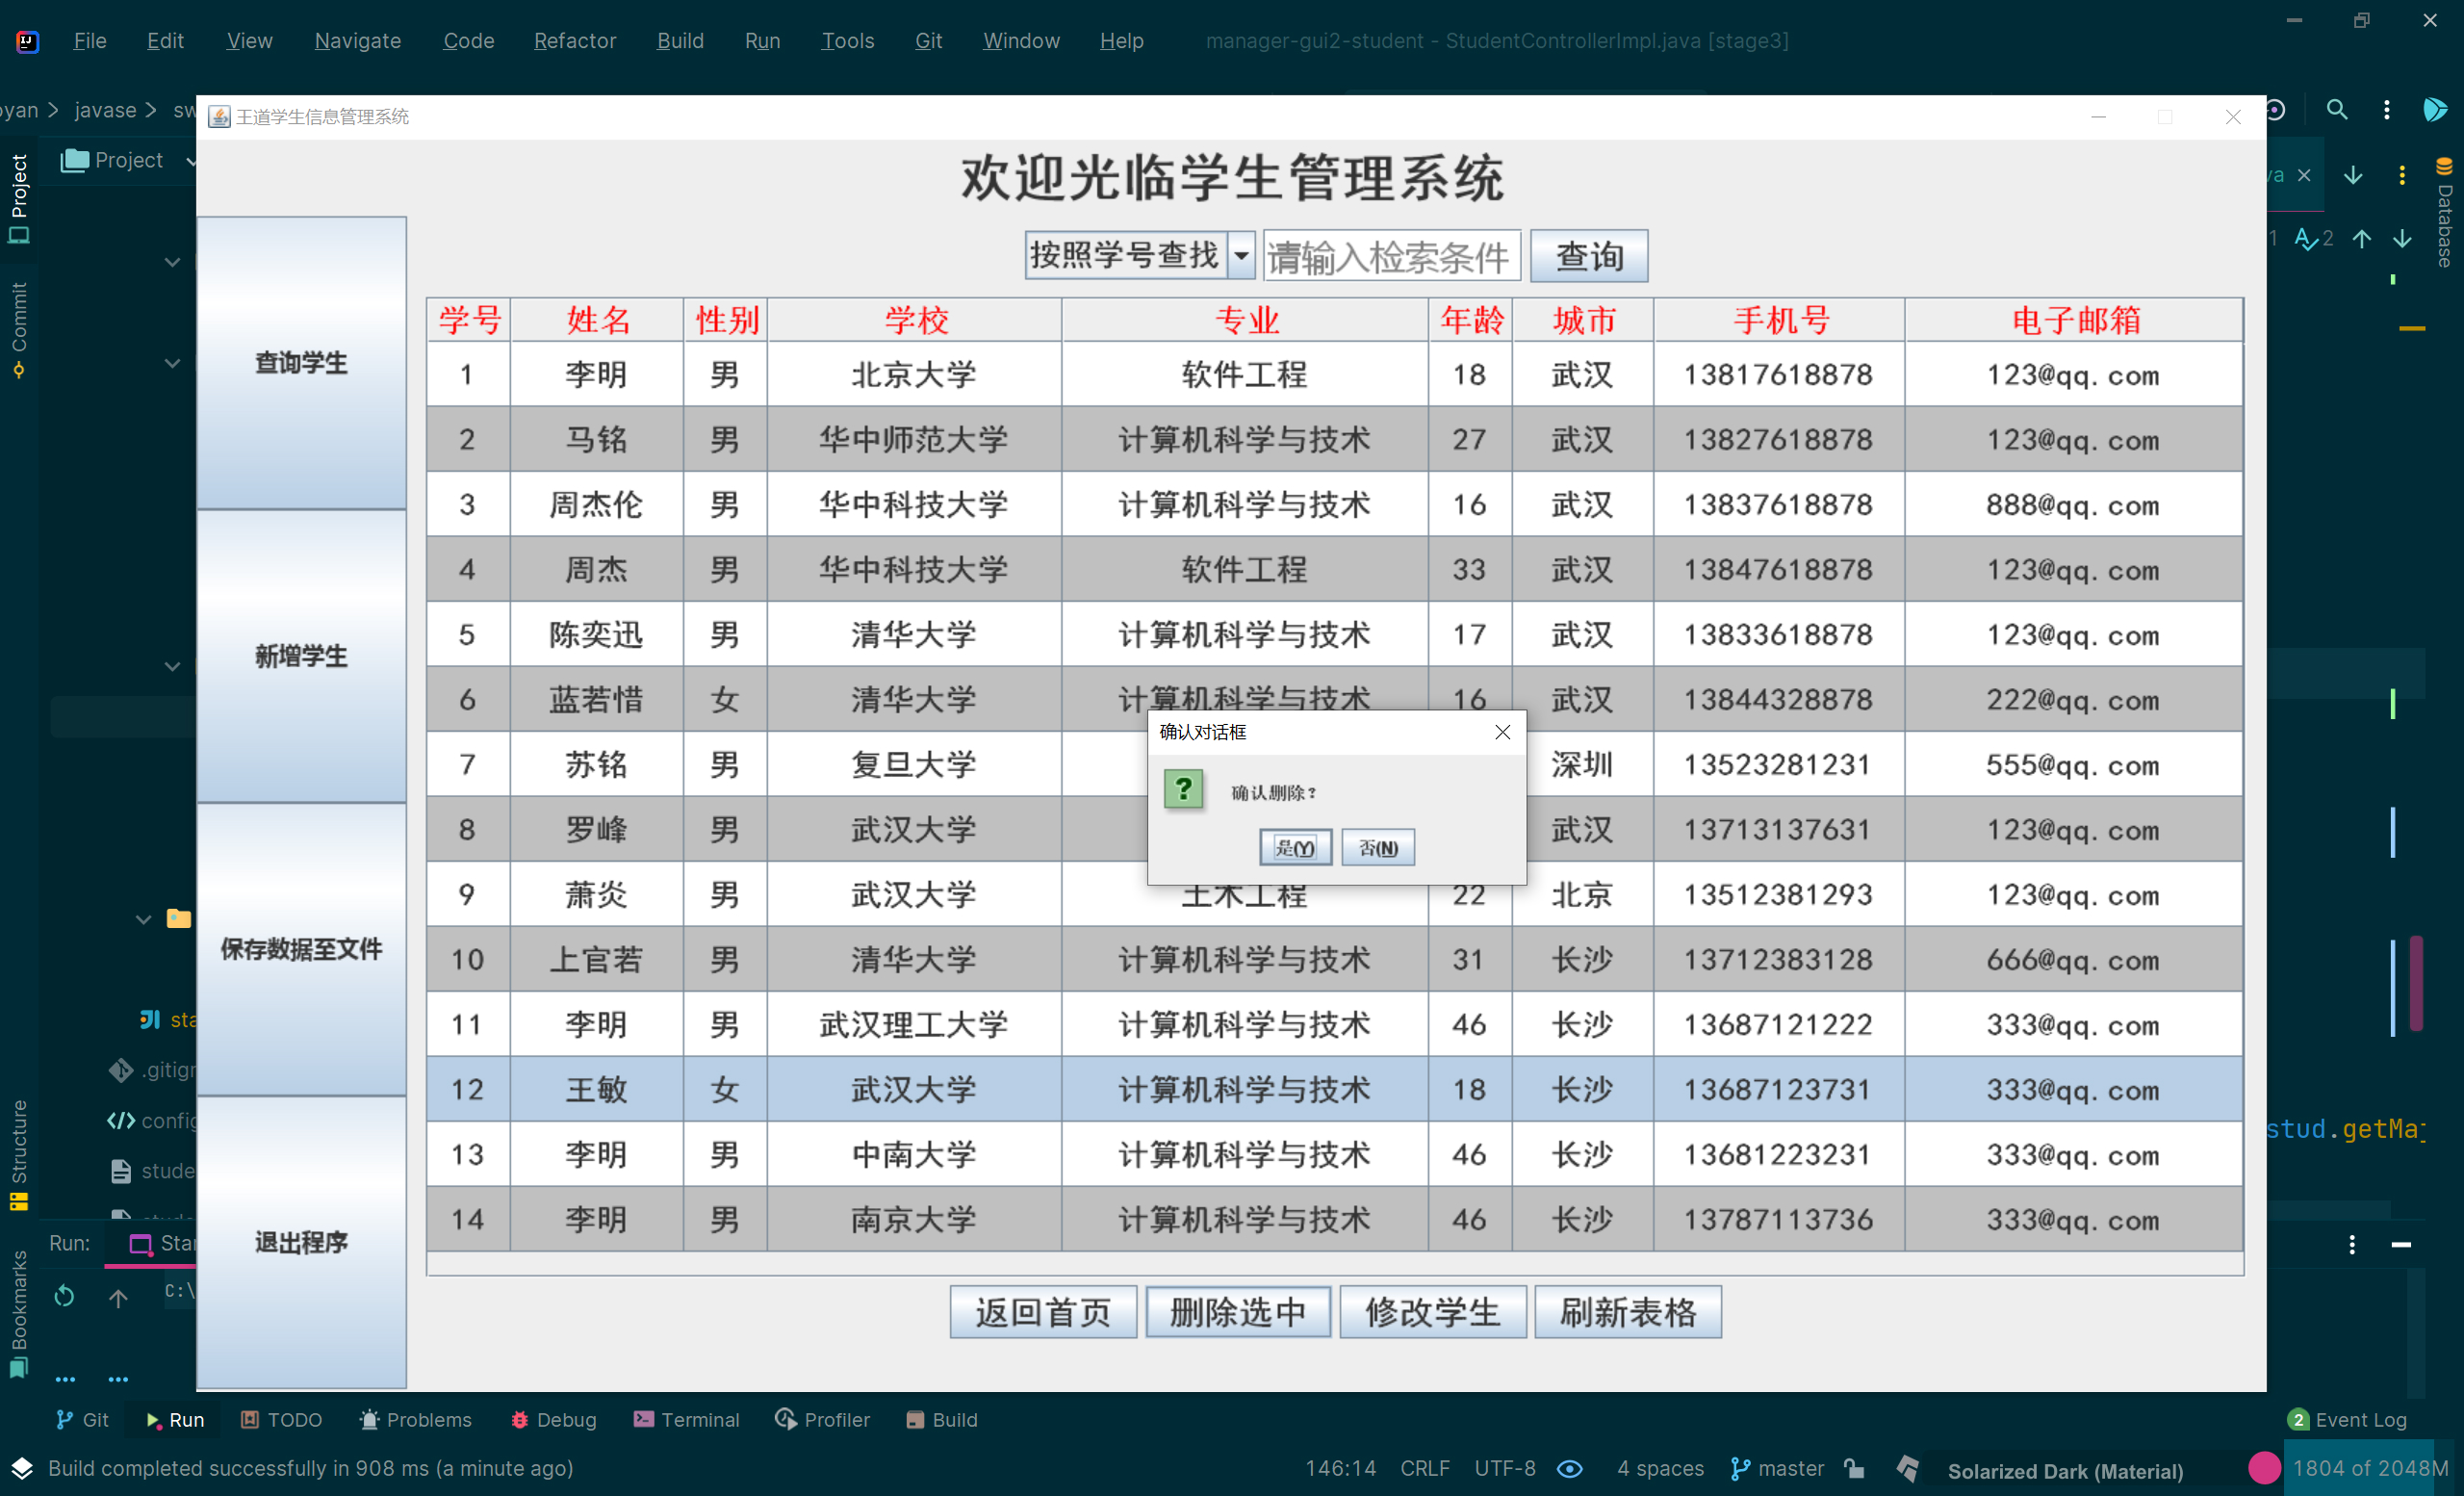 File Edit View Navigate Code Refactor Build Run Tools Git Window Help manager-gui2-student - StudentControllerImpl.java [stage3]
javase
王道学生信息管理系统
Project
Project
Commit
Structure
Bookmarks
Database
1 2
欢迎光临学生管理系统
按照学号查找 请输入检索条件 查询
查询学生
新增学生
保存数据至文件
退出程序
学号 姓名 性别 学校 专业 年龄 城市 手机号 电子邮箱
1 李明 男 北京大学 软件工程 18 武汉 13817618878 123@qq.com
2 马铭 男 华中师范大学 计算机科学与技术 27 武汉 13827618878 123@qq.com
3 周杰伦 男 华中科技大学 计算机科学与技术 16 武汉 13837618878 888@qq.com
4 周杰 男 华中科技大学 软件工程 33 武汉 13847618878 123@qq.com
5 陈奕迅 男 清华大学 计算机科学与技术 17 武汉 13833618878 123@qq.com
6 蓝若惜 女 清华大学 计算机科学与技术 16 武汉 13844328878 222@qq.com
7 苏铭 男 复旦大学 深圳 13523281231 555@qq.com
8 罗峰 男 武汉大学 武汉 13713137631 123@qq.com
9 萧炎 男 武汉大学 土木工程 22 北京 13512381293 123@qq.com
10 上官若 男 清华大学 计算机科学与技术 31 长沙 13712383128 666@qq.com
11 李明 男 武汉理工大学 计算机科学与技术 46 长沙 13687121222 333@qq.com
12 王敏 女 武汉大学 计算机科学与技术 18 长沙 13687123731 333@qq.com
13 李明 男 中南大学 计算机科学与技术 46 长沙 13681223231 333@qq.com
14 李明 男 南京大学 计算机科学与技术 46 长沙 13787113736 333@qq.com
确认对话框
确认删除?
是(Y) 否(N)
返回首页 删除选中 修改学生 刷新表格
stud.getMa
Run:
C:\
Git Run TODO Problems Debug Terminal Profiler Build 2 Event Log
Build completed successfully in 908 ms (a minute ago) 146:14 CRLF UTF-8 4 spaces master Solarized Dark (Material) 1804 of 2048M